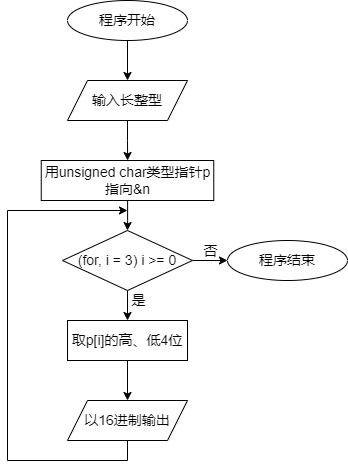 程序开始
输入长整型
用unsigned char类型指针p
指向&n
(for, i = 3) i >= 0
否
程序结束
是
取p[i]的高、低4位
以16进制输出